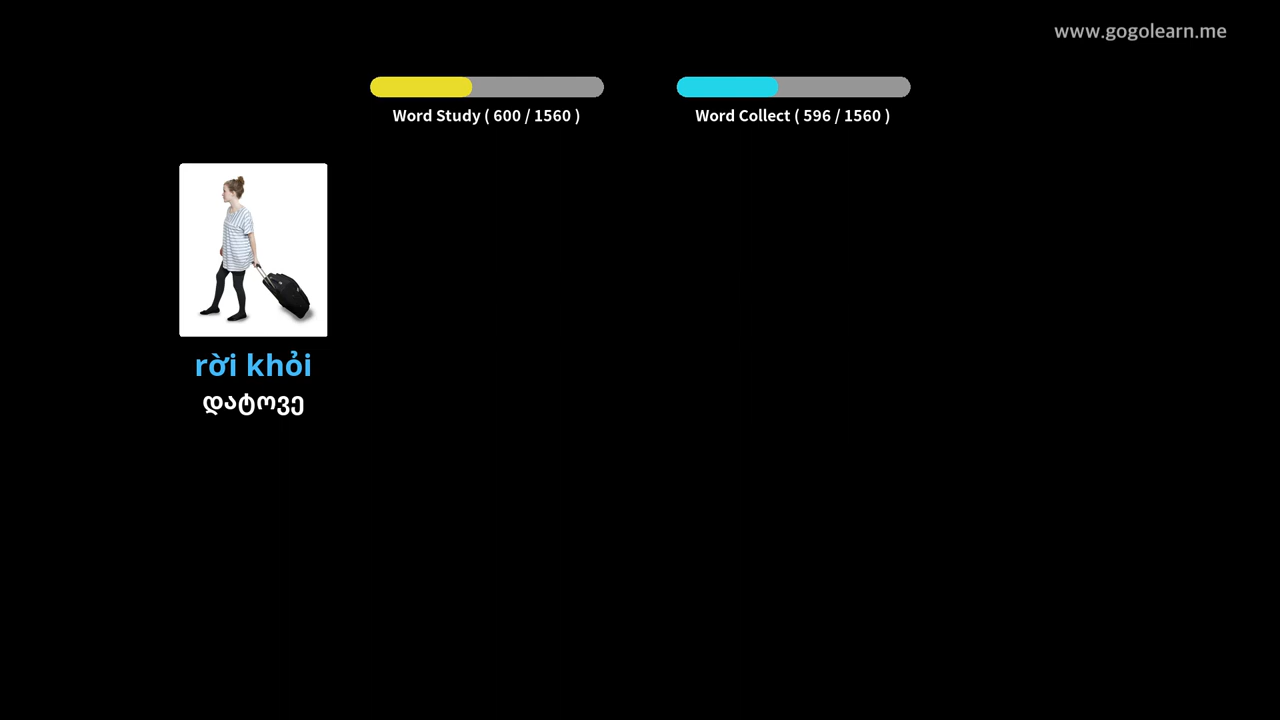 www.gogolearn.me
Word Study ( 600 / 1560 )
Word Collect ( 596 / 1560 )
rời khỏi
დატოვე